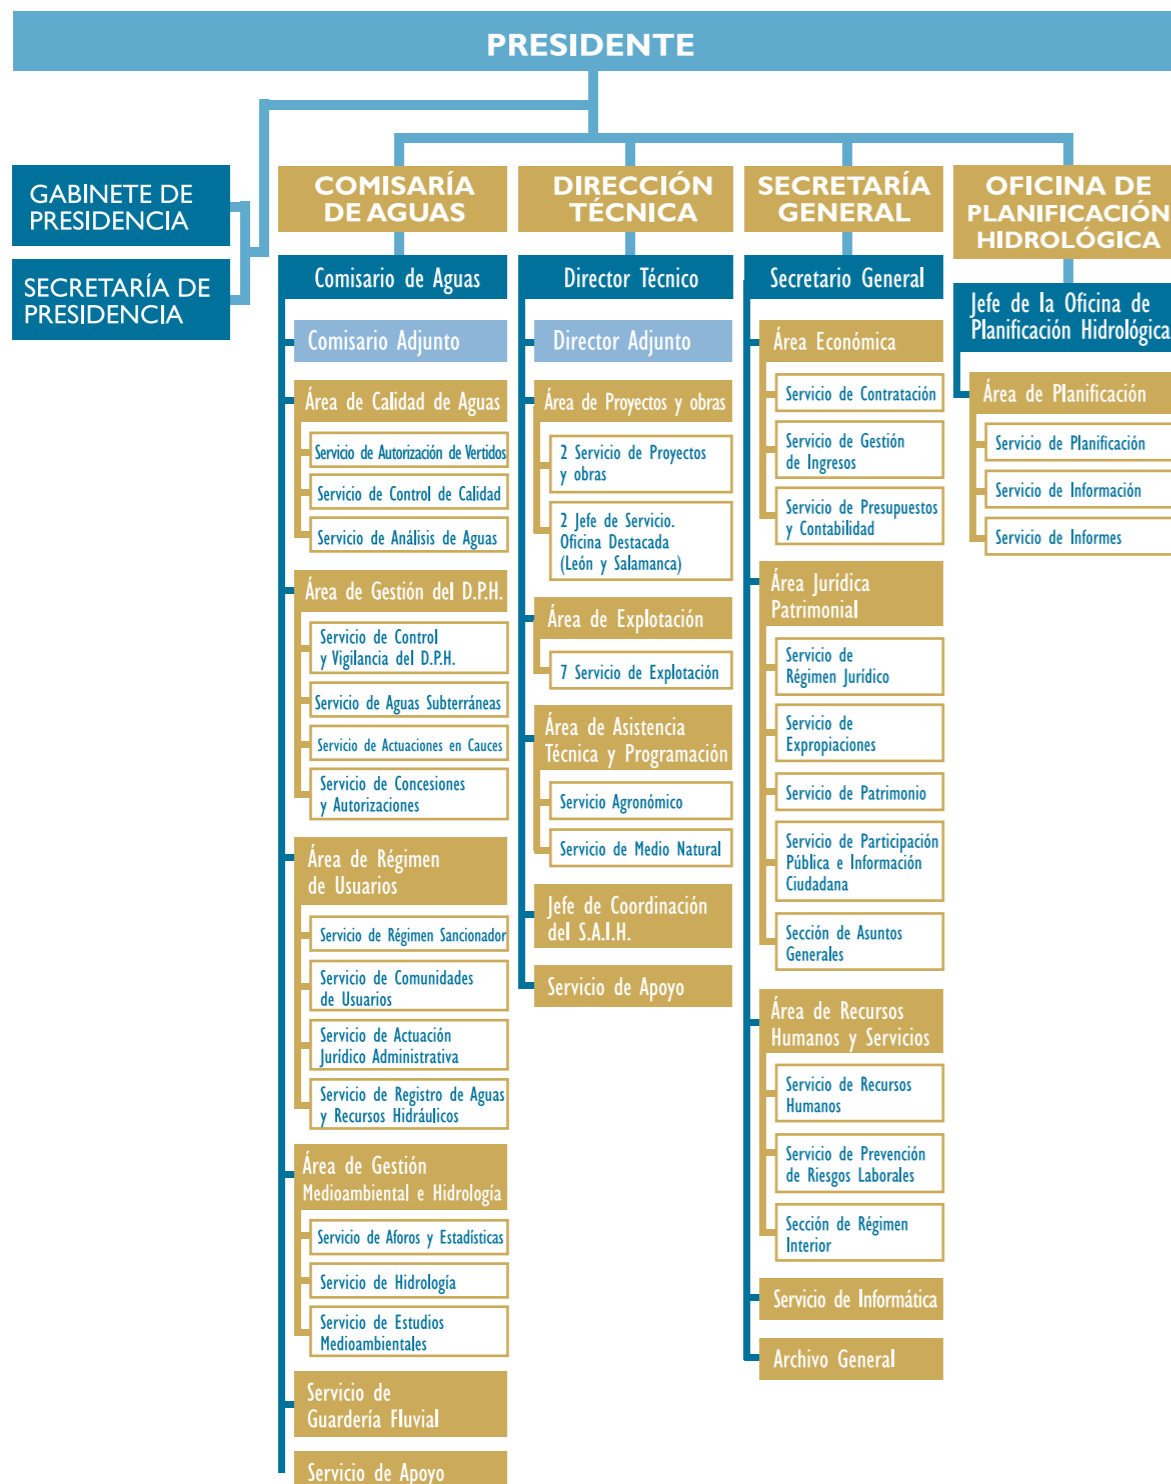 PRESIDENTE
GABINETE DE
PRESIDENCIA
SECRETARÍA DE
PRESIDENCIA
COMISARÍA
DE AGUAS
Comisario de Aguas
Comisario Adjunto
Área de Calidad de Aguas
Servicio de Autorización de Vertidos
Servicio de Control de Calidad
Servicio de Análisis de Aguas
Área de Gestión del D.P.H.
Servicio de Control
y Vigilancia del D.P.H.
Servicio de Aguas Subterráneas
Servicio de Actuaciones en Cauces
Servicio de Concesiones
y Autorizaciones
Área de Régimen
de Usuarios
Servicio de Régimen Sancionador
Servicio de Comunidades
de Usuarios
Servicio de Actuación
Jurídico Administrativa
Servicio de Registro de Aguas
y Recursos Hidráulicos
Área de Gestión
Medioambiental e Hidrología
Servicio de Aforos y Estadísticas
Servicio de Hidrología
Servicio de Estudios
Medioambientales
Servicio de
Guardería Fluvial
Servicio de Apoyo
DIRECCIÓN
TÉCNICA
Director Técnico
Director Adjunto
Área de Proyectos y obras
2 Servicio de Proyectos
y obras
2 Jefe de Servicio.
Oficina Destacada
(León y Salamanca)
Área de Explotación
7 Servicio de Explotación
Área de Asistencia
Técnica y Programación
Servicio Agronómico
Servicio de Medio Natural
Jefe de Coordinación
del S.A.I.H.
Servicio de Apoyo
SECRETARÍA
GENERAL
Secretario General
Área Económica
Servicio de Contratación
Servicio de Gestión
de Ingresos
Servicio de Presupuestos
y Contabilidad
Área Jurídica
Patrimonial
Servicio de
Régimen Jurídico
Servicio de
Expropiaciones
Servicio de Patrimonio
Servicio de Participación
Pública e Información
Ciudadana
Sección de Asuntos
Generales
Área de Recursos
Humanos y Servicios
Servicio de Recursos
Humanos
Servicio de Prevención
de Riesgos Laborales
Sección de Régimen
Interior
Servicio de Informática
Archivo General
OFICINA DE
PLANIFICACIÓN
HIDROLÓGICA
Jefe de la Oficina de
Planificación Hidrológica
Área de Planificación
Servicio de Planificación
Servicio de Información
Servicio de Informes